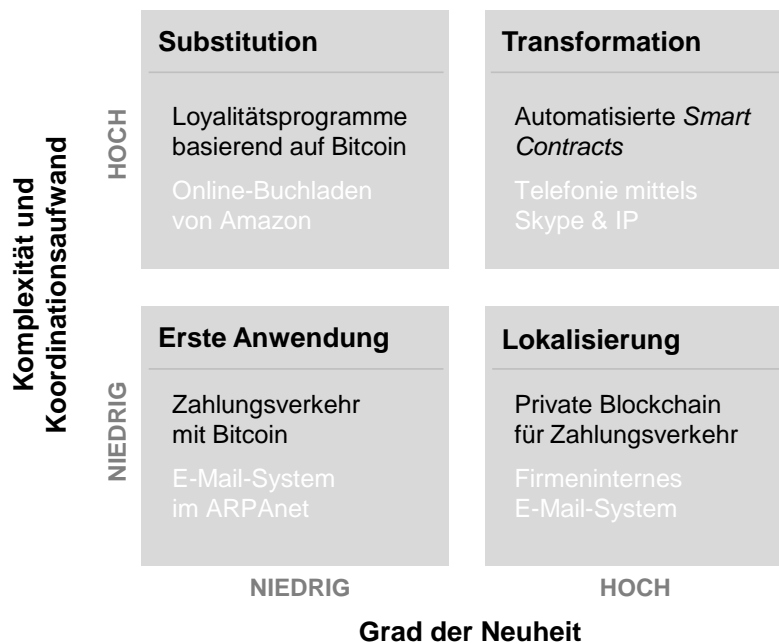 Komplexität und
Koordinationsaufwand
HOCH
Substitution
Loyalitätsprogramme
basierend auf Bitcoin
Online-Buchladen
von Amazon
Transformation
Automatisierte Smart
Contracts
Telefonie mittels
Skype & IP
NIEDRIG
Erste Anwendung
Zahlungsverkehr
mit Bitcoin
E-Mail-System
im ARPAnet
Lokalisierung
Private Blockchain
für Zahlungsverkehr
Firmeninternes
E-Mail-System
NIEDRIG
HOCH
Grad der Neuheit